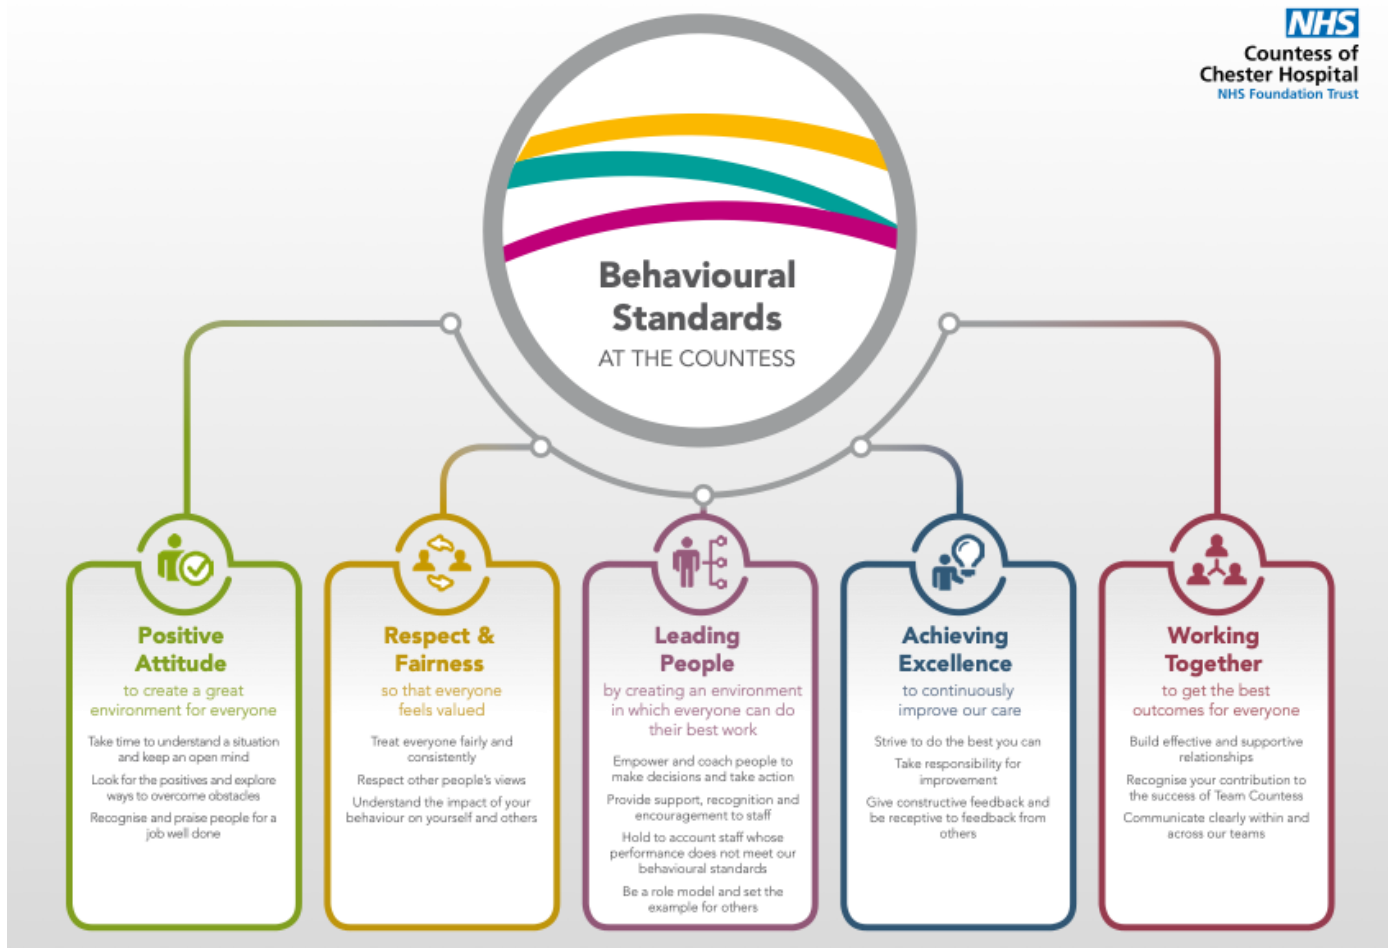 NHS
Countess of
Chester Hospital
NHS Foundation Trust
Behavioural
Standards
AT THE COUNTESS
Positive
Attitude
to create a great
environment for everyone
Take time to understand a situation
and keep an open mind
Look for the positives and explore
ways to overcome obstacles
Recognise and praise people for a
job well done
Respect &
Fairness
so that everyone
feels valued
Treat everyone fairly and
consistently
Respect other people's views
Understand the impact of your
behaviour on yourself and others
Leading
People
by creating an environment
in which everyone can do
their best work
Empower and coach people to
make decisions and take action
Provide support, recognition and
encouragement to staff
Hold to account staff whose
performance does not meet our
behavioural standards
Be a role model and set the
example for others
Achieving
Excellence
to continuously
improve our care
Strive to do the best you can
Take responsibility for
improvement
Give constructive feedback and
be receptive to feedback from
others
Working
Together
to get the best
outcomes for everyone
Build effective and supportive
relationships
Recognise your contribution to
the success of Team Countess
Communicate clearly within and
across our teams